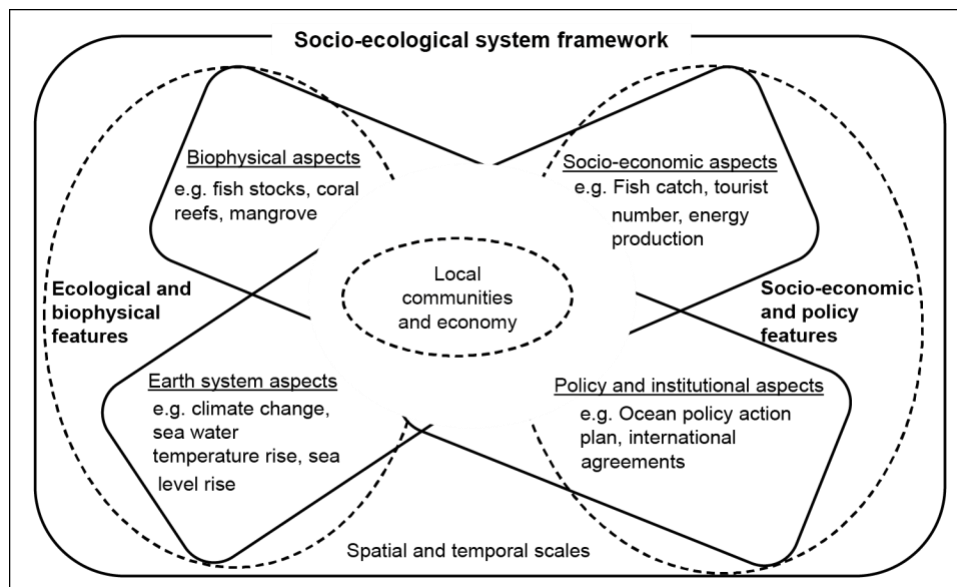 Socio-ecological system framework
Biophysical aspects
e.g. fish stocks, coral
reefs, mangrove
Socio-economic aspects
e.g. Fish catch, tourist
number, energy
production
Local
communities
and economy
Ecological and
biophysical
features
Socio-economic
and policy
features
Earth system aspects
e.g. climate change,
sea water
temperature rise, sea
level rise
Policy and institutional aspects
e.g. Ocean policy action
plan, international
agreements
Spatial and temporal scales